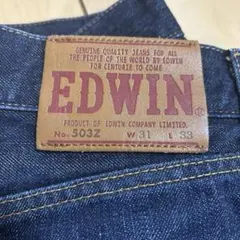 GENUINE QUALITY JEANS FOR ALL
THE PEOPLE OF THE WORLD BY EDWIN
FOR CENTURIE TO COME
EDWIN®
PRODUCT OF EDWIN COMPANY LIMITED.
No. 503Z W 31 L 33